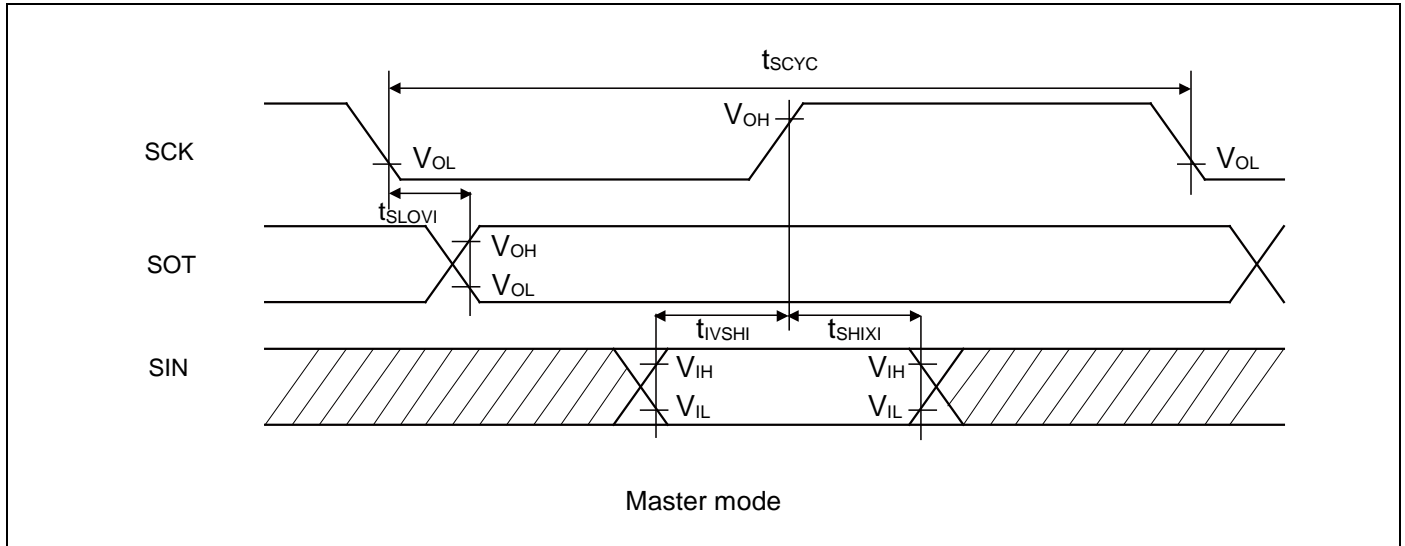 tSCYC
SCK
VOH
VOL
VOL
tSLOVI
SOT
VOH
VOL
tIVSHI
tSHIXI
SIN
VIH
VIH
VIL
VIL
Master mode